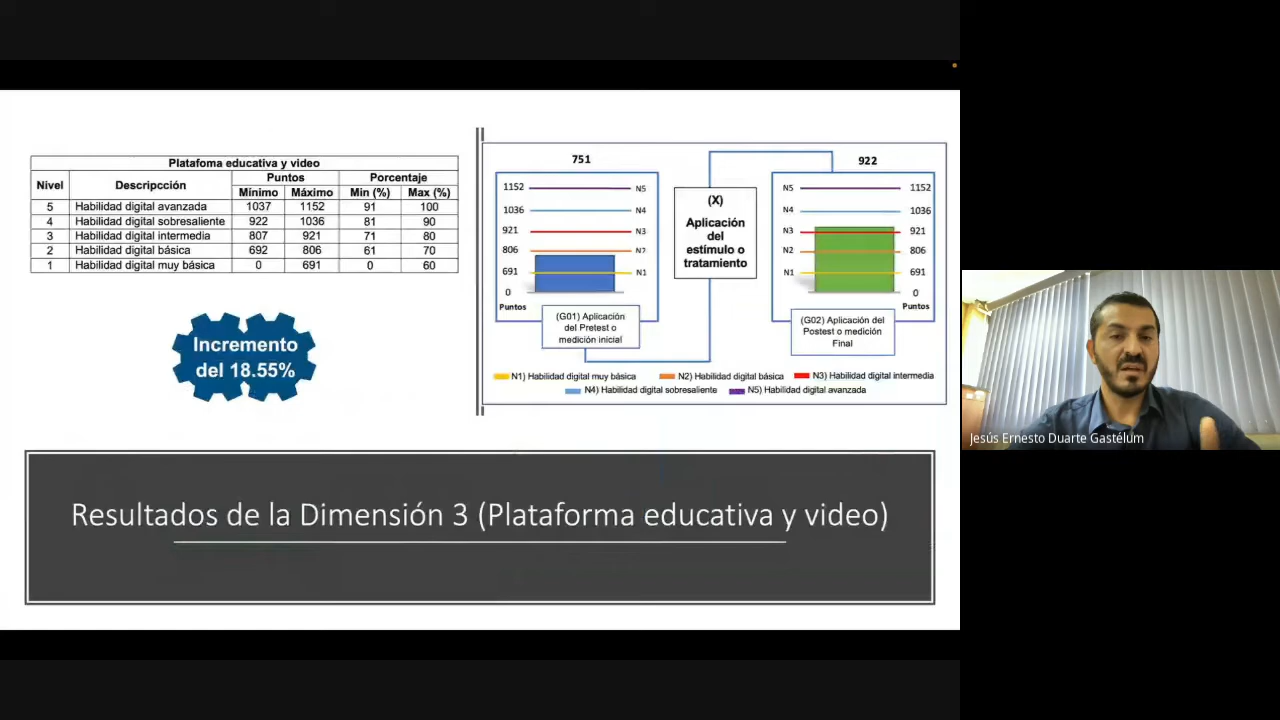 Platafoma educativa y video
Nivel Descripcción Puntos Porcentaje
Mínimo Máximo Min (%) Max (%)
5 Habilidad digital avanzada 1037 1152 91 100
4 Habilidad digital sobresaliente 922 1036 81 90
3 Habilidad digital intermedia 807 921 71 80
2 Habilidad digital básica 692 806 61 70
1 Habilidad digital muy básica 0 691 0 60
Incremento
del 18.55%
751
1152 N5
1036 N4
921 N3
806 N2
691 N1
0
Puntos
(G01) Aplicación
del Pretest o
medición inicial
(X)
Aplicación
del
estímulo o
tratamiento
922
N5 1152
N4 1036
N3 921
N2 806
N1 691
0
Puntos
(G02) Aplicación del
Postest o medición
Final
N1) Habilidad digital muy básica N2) Habilidad digital básica N3) Habilidad digital intermedia
N4) Habilidad digital sobresaliente N5) Habilidad digital avanzada
Resultados de la Dimensión 3 (Plataforma educativa y video)
Jesús Ernesto Duarte Gastélum